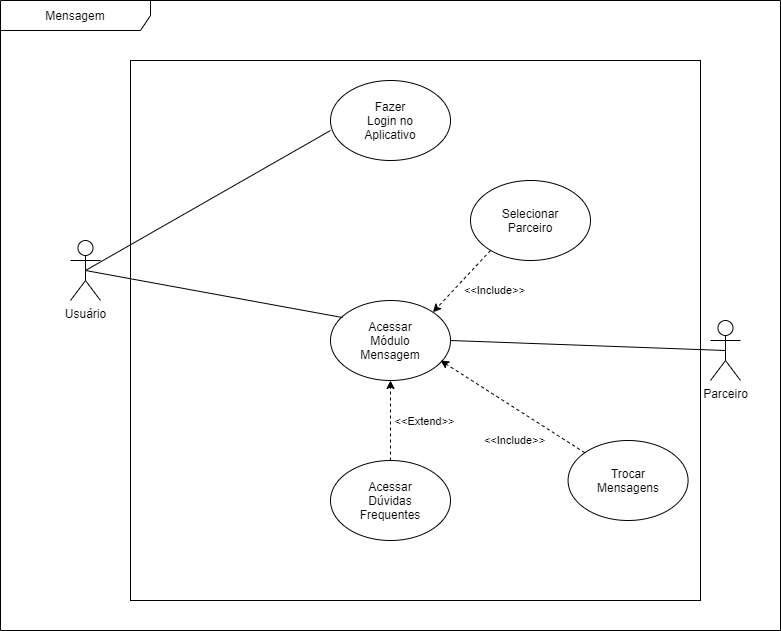 Mensagem
Fazer
Login no
Aplicativo
Selecionar
Parceiro
<<Include>>
Usuário
Acessar
Módulo
Mensagem
Parceiro
<<Extend>>
<<Include>>
Trocar
Mensagens
Acessar
Dúvidas
Frequentes